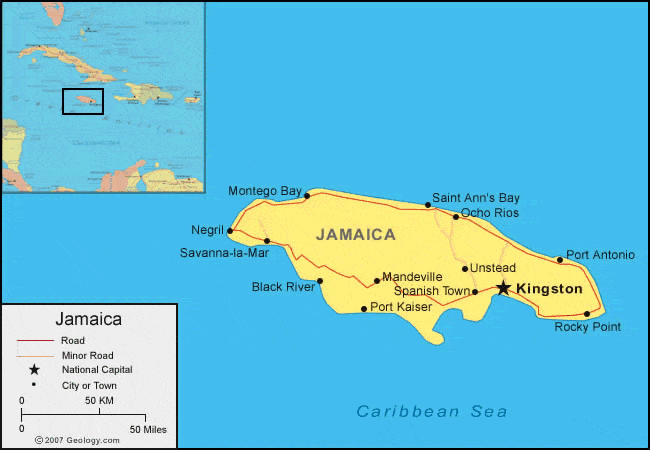 Montego Bay
Saint Ann's Bay
Ocho Rios
Negril
JAMAICA
Savanna-la-Mar
Port Antonio
Unstead
Mandeville
Black River
Spanish Town
Kingston
Port Kaiser
Rocky Point
Caribbean Sea
Jamaica
Road
Minor Road
National Capital
City or Town
0 50 KM
0 50 Miles
©2007 Geology.com